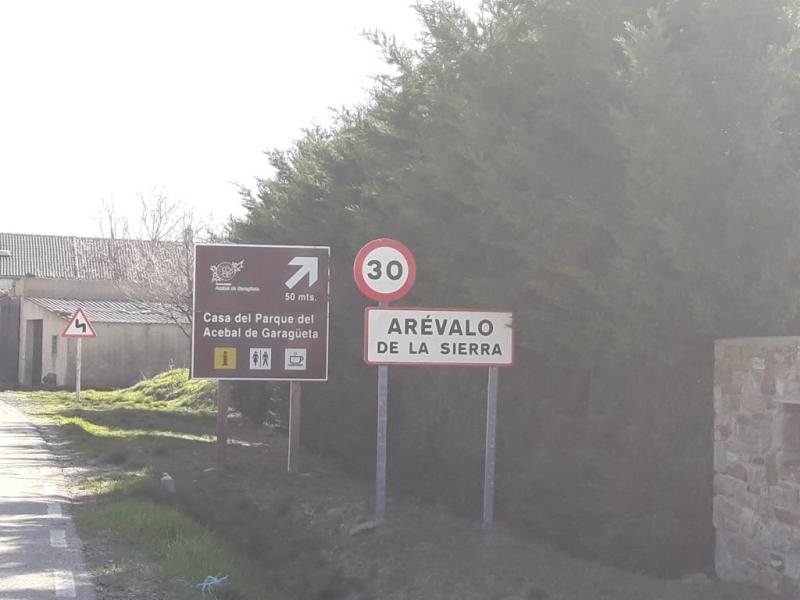 Acebal de Garagüeta
50 mts.
Casa del Parque del
Acebal de Garagüeta
i
30
ARÉVALO
DE LA SIERRA